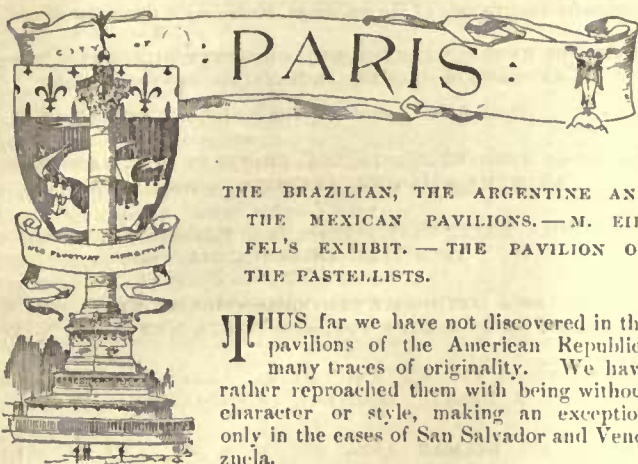 CITY OF
: PARIS :
THE BRAZILIAN, THE ARGENTINE AN
THE MEXICAN PAVILIONS. — M. EIF
FEL'S EXHIBIT. — THE PAVILION O
THE PASTELLISTS.
FLUCTUAT
THUS far we have not discovered in th
pavilions of the American Republic
many traces of originality. We hav
rather reproached them with being withou
character or style, making an exceptio
only in the cases of San Salvador and Vene
zuela.